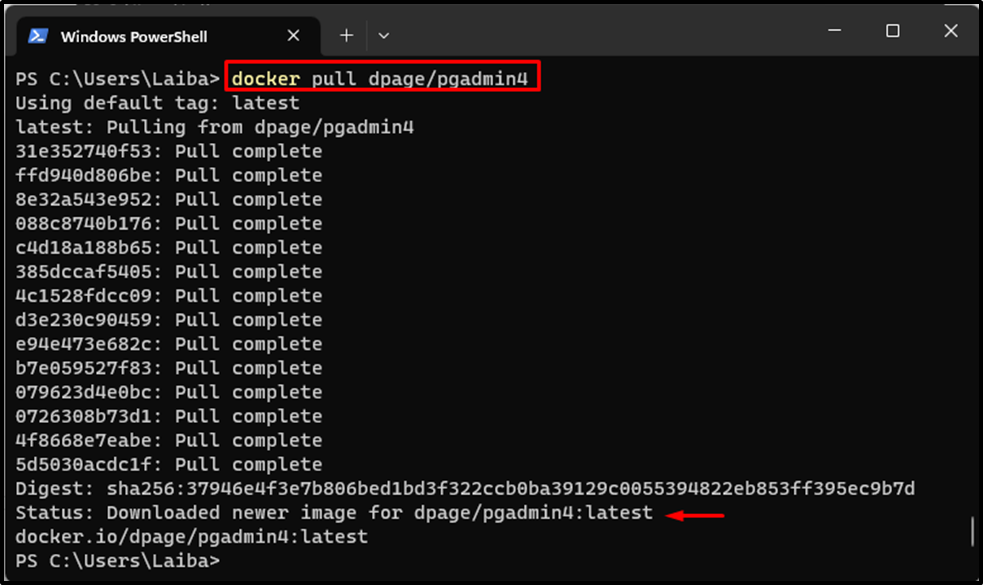 Windows PowerShell
PS C:\Users\Laiba> docker pull dpage/pgadmin4
Using default tag: latest
latest: Pulling from dpage/pgadmin4
31e352740f53: Pull complete
ffd940d806be: Pull complete
8e32a543e952: Pull complete
088c8740b176: Pull complete
c4d18a188b65: Pull complete
385dccaf5405: Pull complete
4c1528fdcc09: Pull complete
d3e230c90459: Pull complete
e94e473e682c: Pull complete
b7e059527f83: Pull complete
079623d4e0bc: Pull complete
0726308b73d1: Pull complete
4f8668e7eabe: Pull complete
5d5030acdc1f: Pull complete
Digest: sha256:37946e4f3e7b806bed1bd3f322ccb0ba39129c0055394822eb853ff395ec9b7d
Status: Downloaded newer image for dpage/pgadmin4:latest
docker.io/dpage/pgadmin4:latest
PS C:\Users\Laiba>